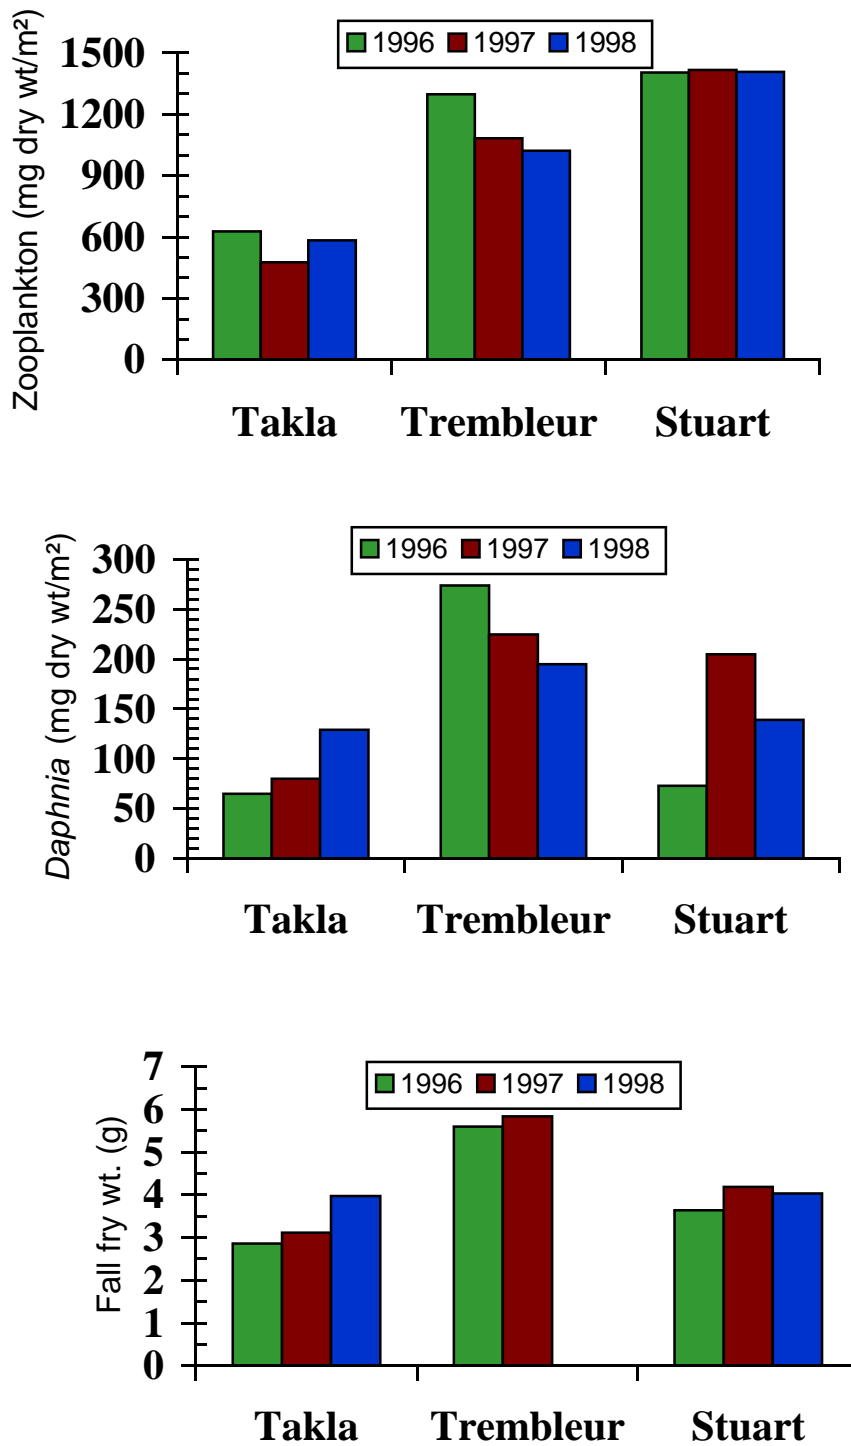 1996 1997 1998
Zooplankton (mg dry wt/m²)
1500
1200
900
600
300
0
Takla Trembleur Stuart
1996 1997 1998
Daphnia (mg dry wt/m²)
300
250
200
150
100
50
0
Takla Trembleur Stuart
1996 1997 1998
Fall fry wt. (g)
7
6
5
4
3
2
1
0
Takla Trembleur Stuart